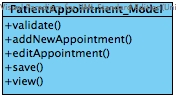 PatientAppointment_Model
+validate()
+addNewAppointment()
+editAppointment()
+save()
+view()